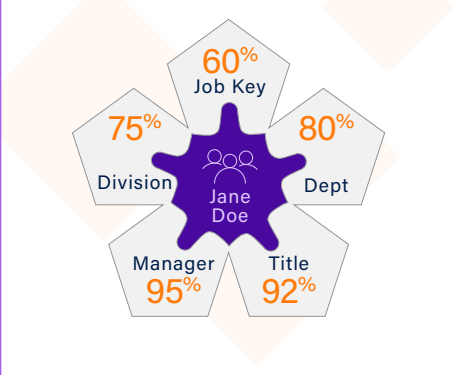 60%
Job Key
75%
Division
80%
Dept
Jane
Doe
Manager
95%
Title
92%